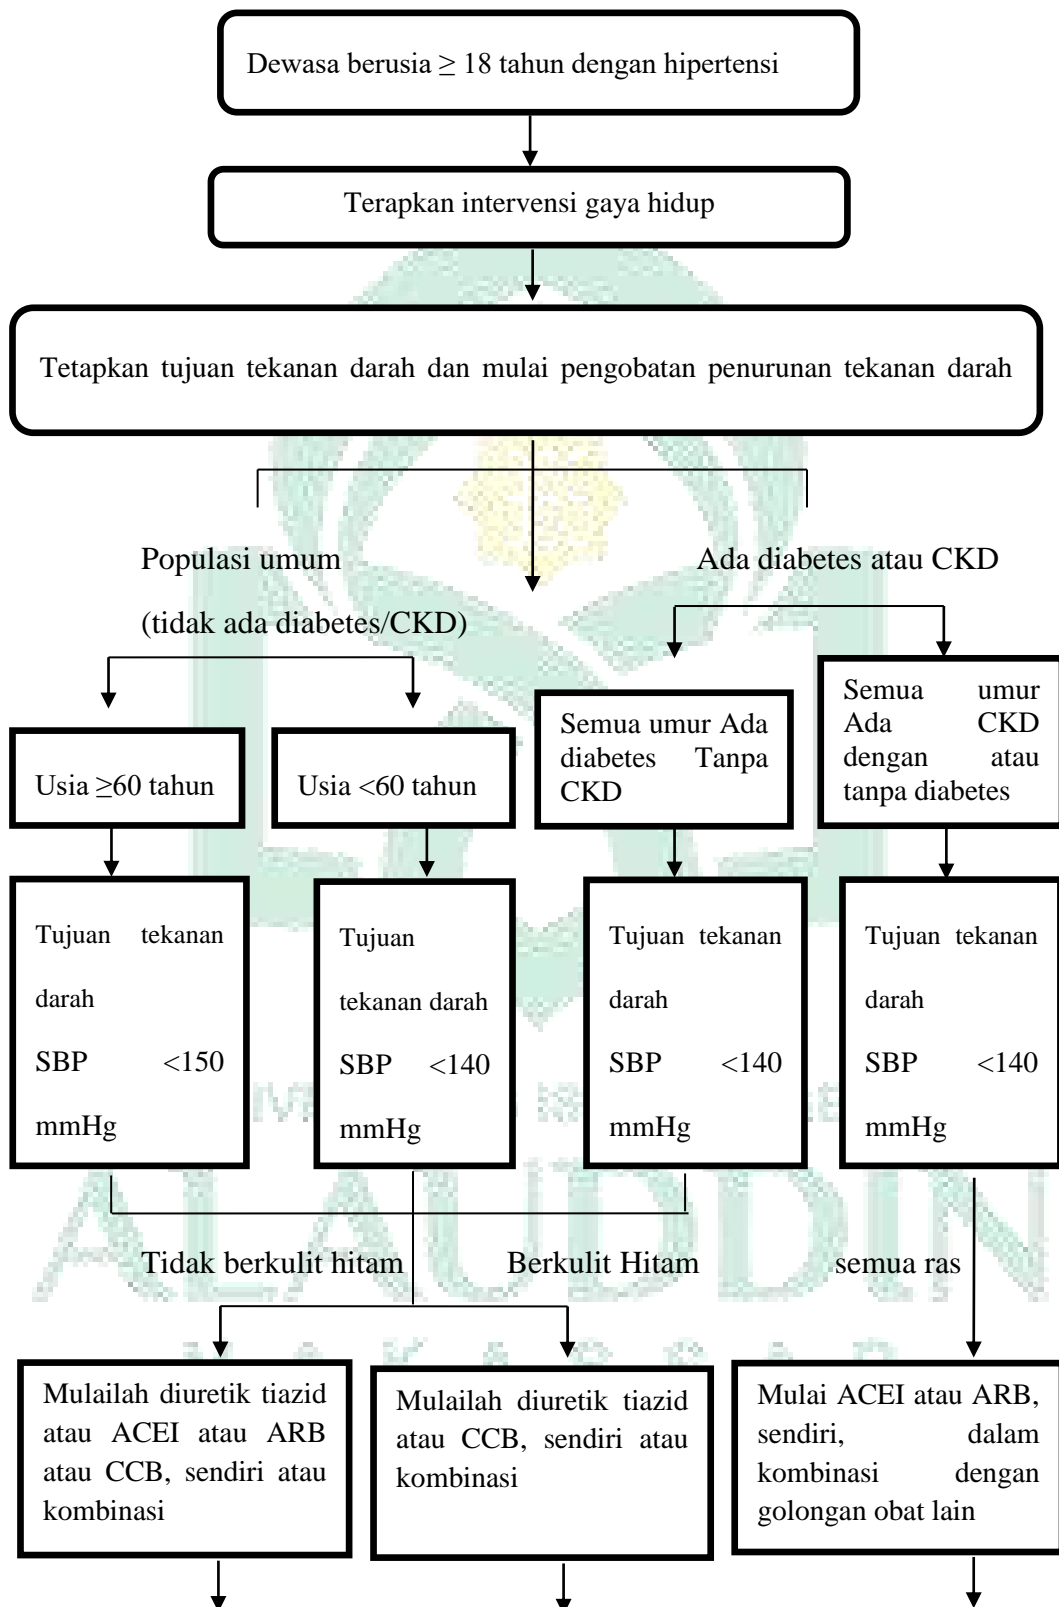 Dewasa berusia ≥ 18 tahun dengan hipertensi
Terapkan intervensi gaya hidup
Tetapkan tujuan tekanan darah dan mulai pengobatan penurunan tekanan darah
Populasi umum
(tidak ada diabetes/CKD)
Ada diabetes atau CKD
Usia ≥60 tahun
Usia <60 tahun
Semua umur Ada
diabetes Tanpa
CKD
Semua umur
Ada CKD
dengan atau
tanpa diabetes
Tujuan tekanan
darah
SBP <150
mmHg
Tujuan
tekanan darah
SBP <140
mmHg
Tujuan tekanan
darah
SBP <140
mmHg
Tujuan tekanan
darah
SBP <140
mmHg
ALAUDDIN
Tidak berkulit hitam
Berkulit Hitam
semua ras
Mulailah diuretik tiazid
atau ACEI atau ARB
atau CCB, sendiri atau
kombinasi
Mulailah diuretik tiazid
atau CCB, sendiri atau
kombinasi
Mulai ACEI atau ARB,
sendiri, dalam
kombinasi dengan
golongan obat lain